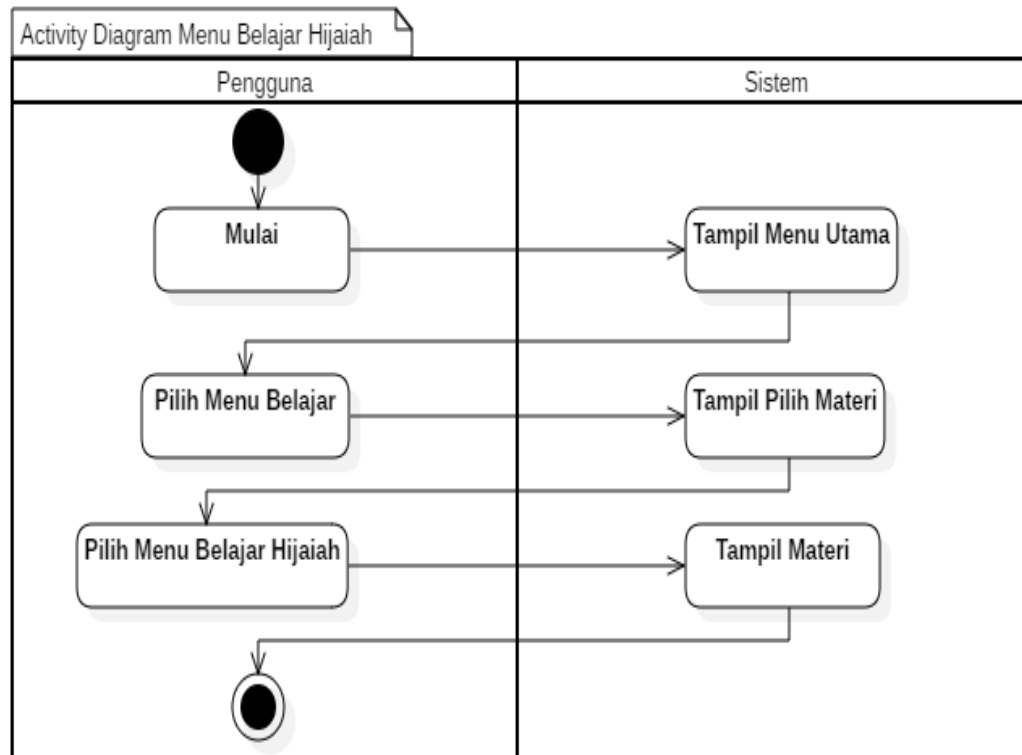 Activity Diagram Menu Belajar Hijaiah
Pengguna
Sistem
Mulai
Tampil Menu Utama
Pilih Menu Belajar
Tampil Pilih Materi
Pilih Menu Belajar Hijaiah
Tampil Materi